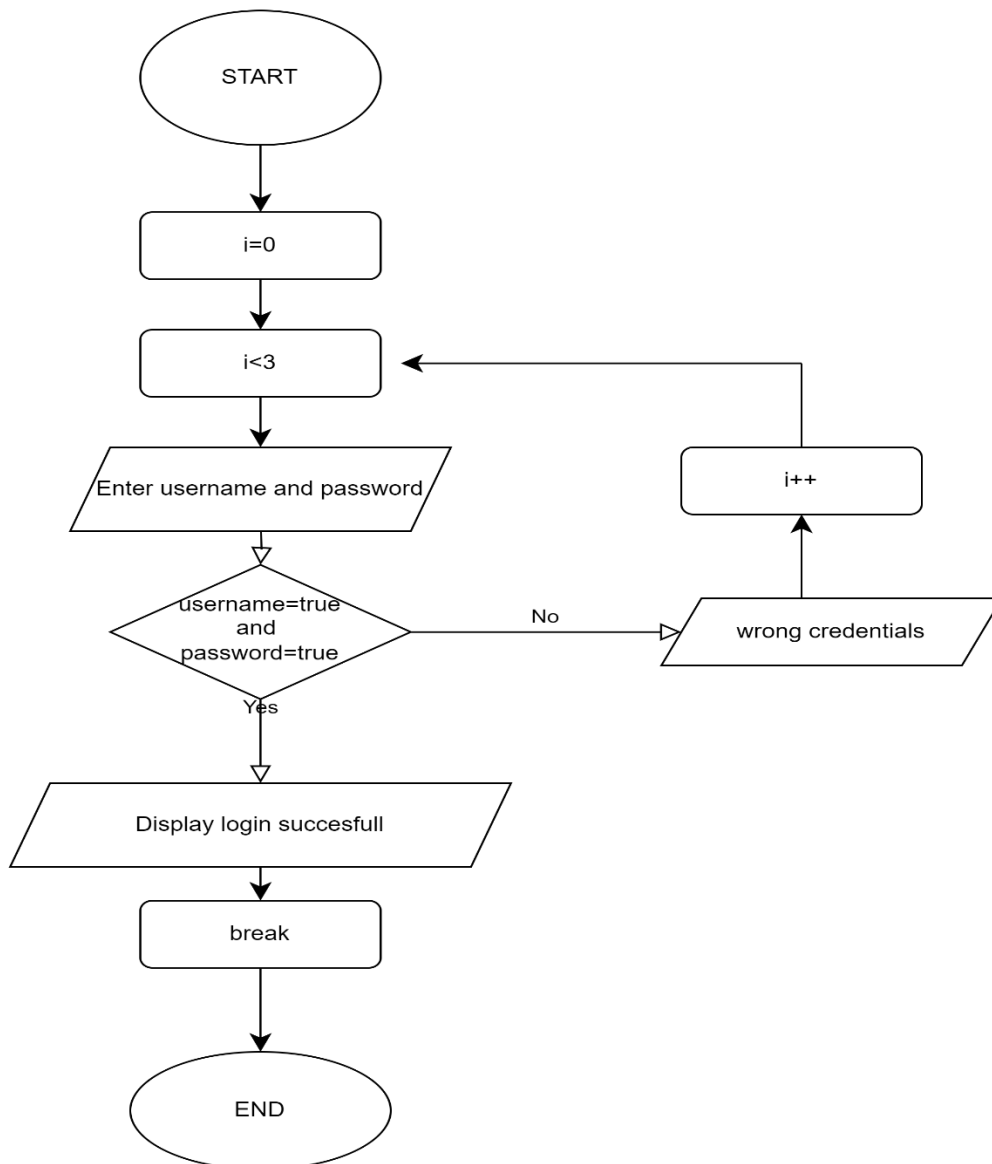 START
i=0
i<3
Enter username and password
i++
username=true
and
password=true
No
wrong credentials
Yes
Display login succesfull
break
END